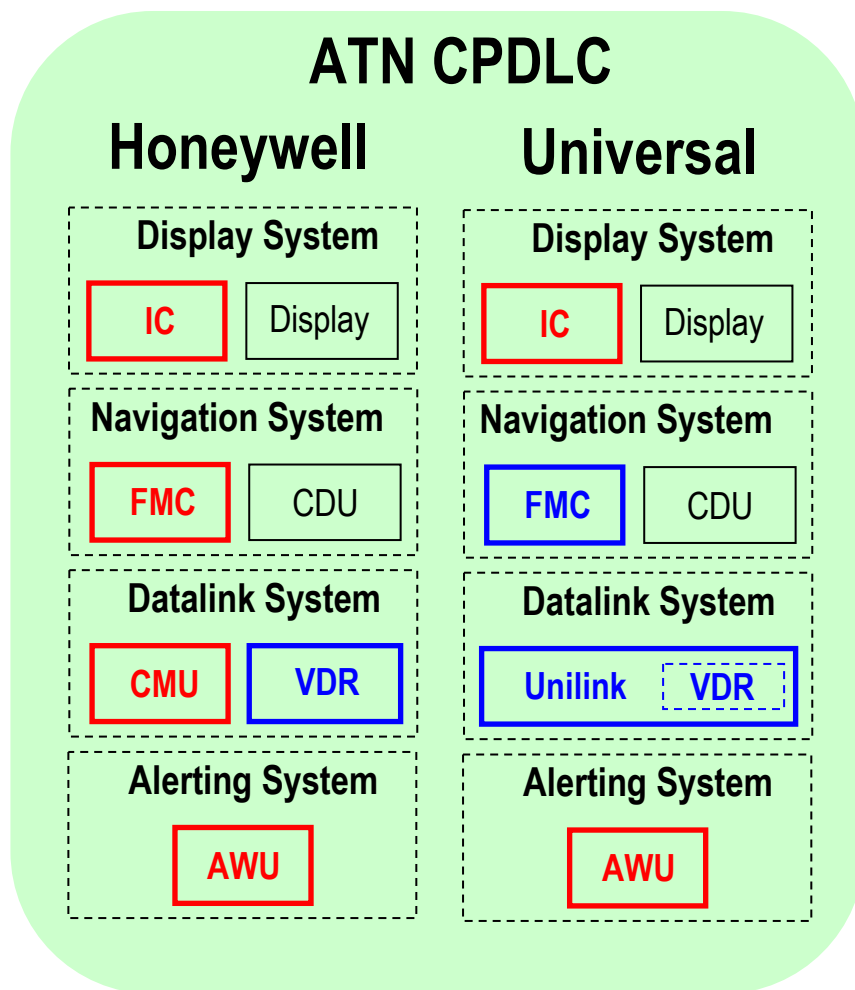 ATN CPDLC
Honeywell
Display System
IC
Display
Navigation System
FMC
CDU
Datalink System
CMU
VDR
Alerting System
AWU
Universal
Display System
IC
Display
Navigation System
FMC
CDU
Datalink System
Unilink
VDR
Alerting System
AWU